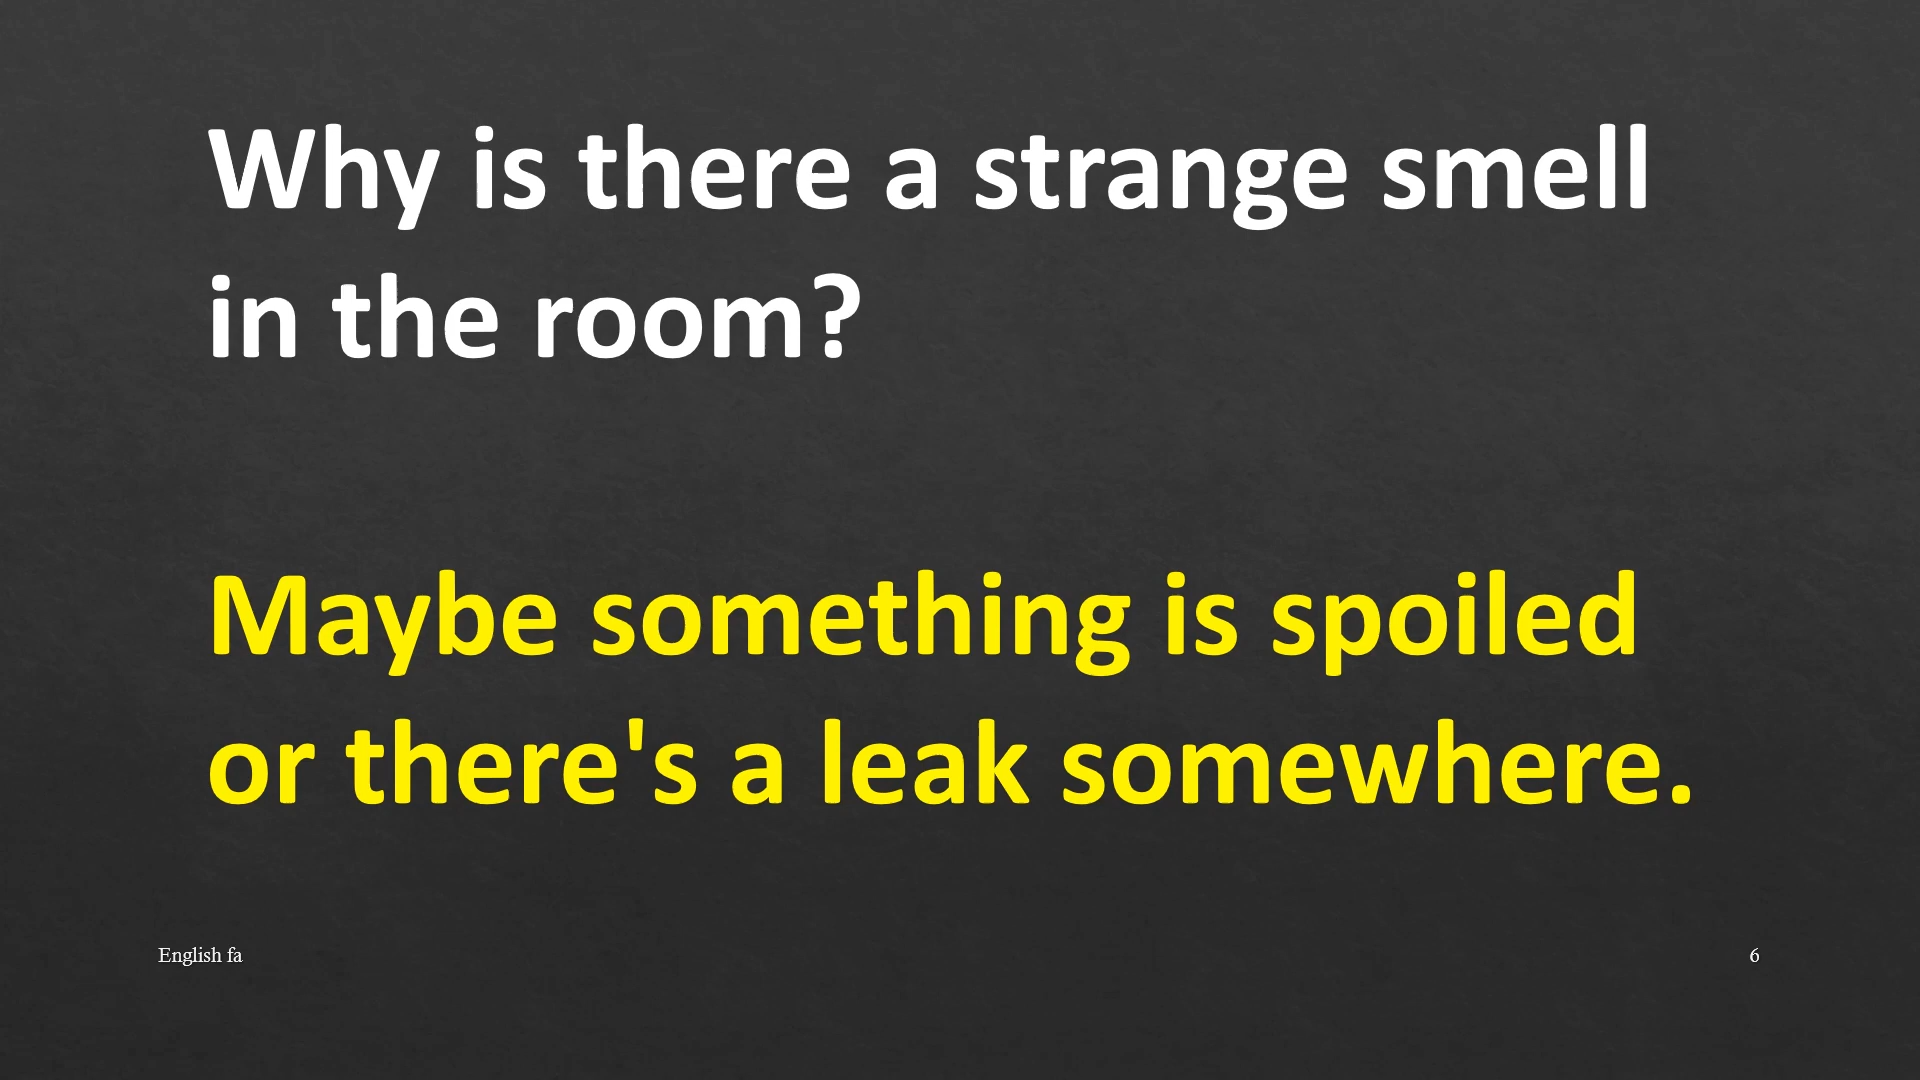 Why is there a strange smell
in the room?
Maybe something is spoiled
or there's a leak somewhere.
English fa
6